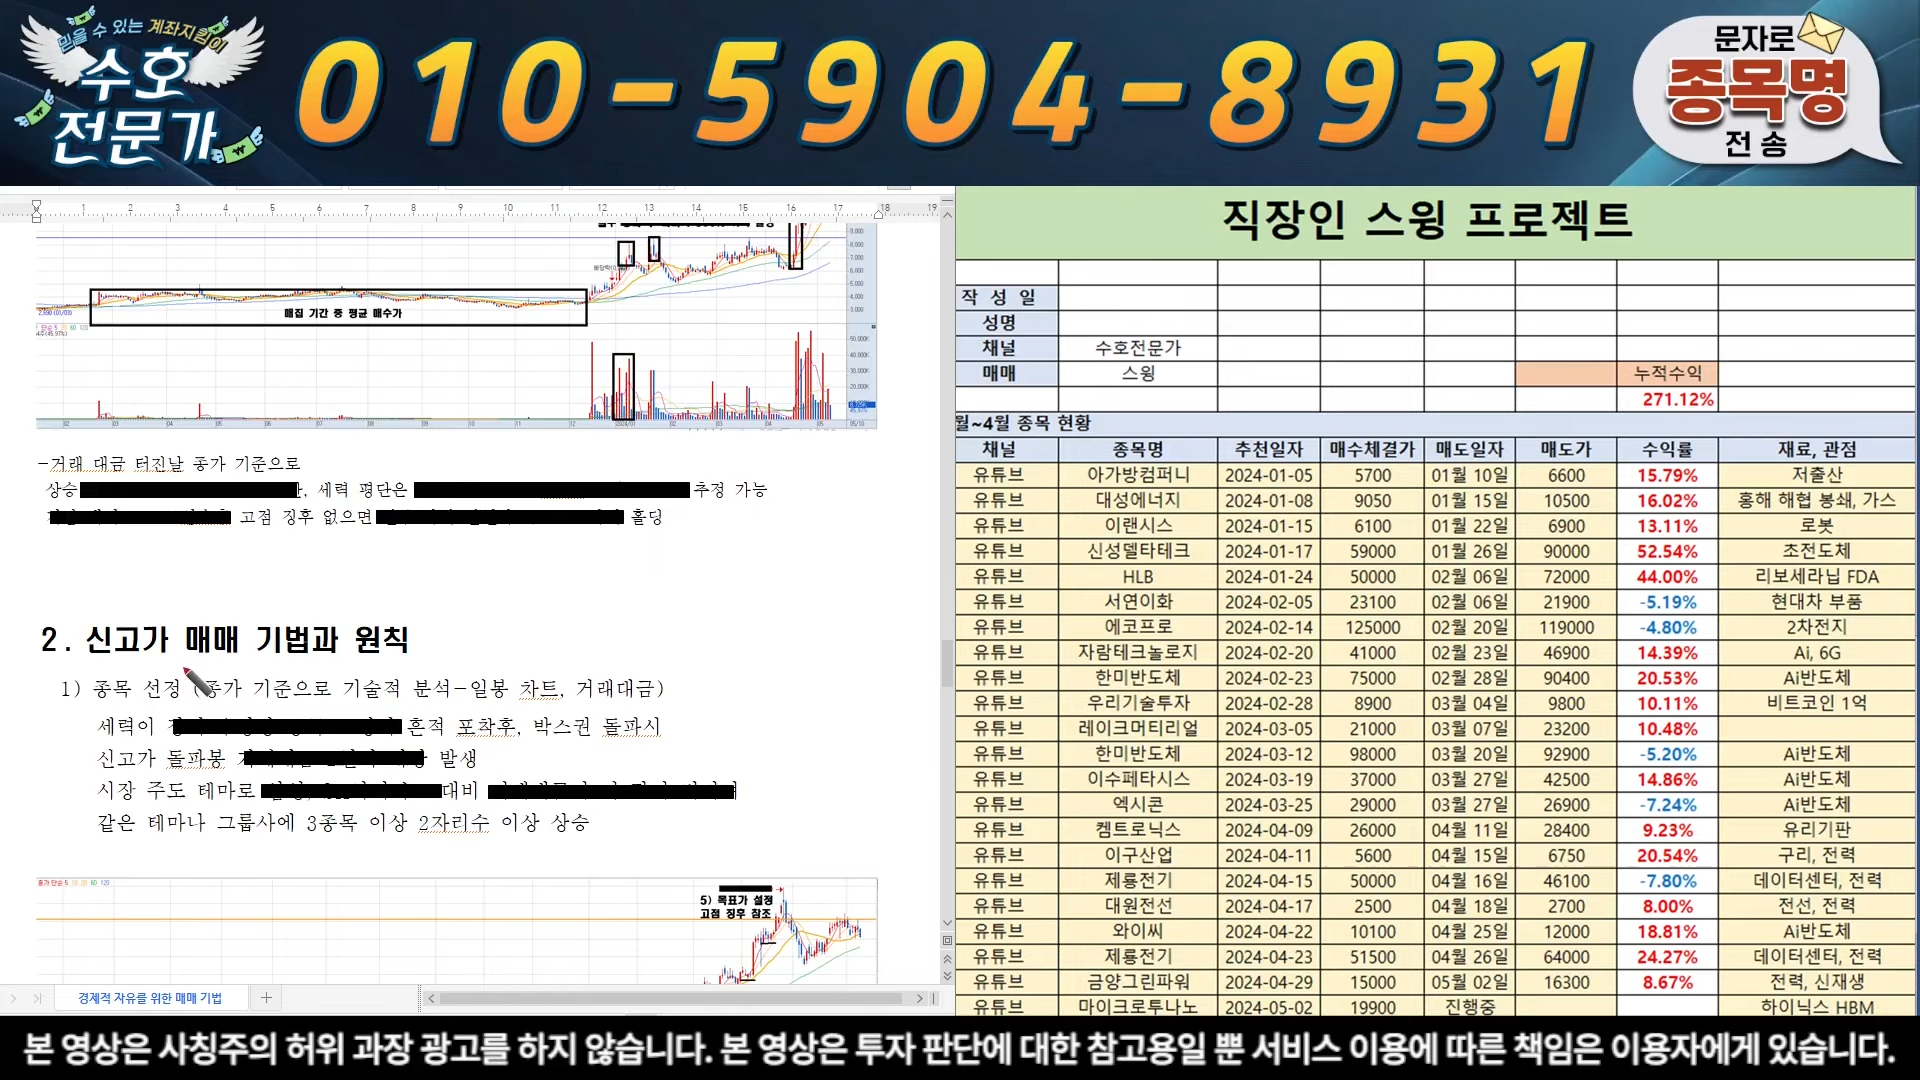 믿을 수 있는 계좌지킴이
수호
전문가
010-5904-8931
문자로
종목명
전송
1 2 3 4 5 6 7 8 9 10 11 12 13 14 15 16 17 18 19
매집 기간 중 평균 매수가
-거래 대금 터진날 종가 기준으로
상승
세력 평단은
추정 가능
고점 징후 없으면
홀딩
2. 신고가 매매 기법과 원칙
1) 종목 선정 (종가 기준으로 기술적 분석-일봉 차트, 거래대금)
세력이
흔적 포착후, 박스권 돌파시
신고가 돌파봉
발생
시장 주도 테마로
대비
같은 테마나 그룹사에 3종목 이상 2자리수 이상 상승
5) 목표가 설정
고점 징후 참조
경제적 자유를 위한 매매 기법
직장인 스윙 프로젝트
작 성 일
성명
채널 수호전문가
매매 스윙 누적수익
271.12%
월~4월 종목 현황
채널 종목명 추천일자 매수체결가 매도일자 매도가 수익률 재료, 관점
유튜브 아가방컴퍼니 2024-01-05 5700 01월 10일 6600 15.79% 저출산
유튜브 대성에너지 2024-01-08 9050 01월 15일 10500 16.02% 홍해 해협 봉쇄, 가스
유튜브 이랜시스 2024-01-15 6100 01월 22일 6900 13.11% 로봇
유튜브 신성델타테크 2024-01-17 59000 01월 26일 90000 52.54% 초전도체
유튜브 HLB 2024-01-24 50000 02월 06일 72000 44.00% 리보세라닙 FDA
유튜브 서연이화 2024-02-05 23100 02월 06일 21900 -5.19% 현대차 부품
유튜브 에코프로 2024-02-14 125000 02월 20일 119000 -4.80% 2차전지
유튜브 자람테크놀로지 2024-02-20 41000 02월 23일 46900 14.39% Ai, 6G
유튜브 한미반도체 2024-02-23 75000 02월 28일 90400 20.53% Ai반도체
유튜브 우리기술투자 2024-02-28 8900 03월 04일 9800 10.11% 비트코인 1억
유튜브 레이크머티리얼 2024-03-05 21000 03월 07일 23200 10.48%
유튜브 한미반도체 2024-03-12 98000 03월 20일 92900 -5.20% Ai반도체
유튜브 이수페타시스 2024-03-19 37000 03월 27일 42500 14.86% Ai반도체
유튜브 엑시콘 2024-03-25 29000 03월 27일 26900 -7.24% Ai반도체
유튜브 켐트로닉스 2024-04-09 26000 04월 11일 28400 9.23% 유리기판
유튜브 이구산업 2024-04-11 5600 04월 15일 6750 20.54% 구리, 전력
유튜브 제룡전기 2024-04-15 50000 04월 16일 46100 -7.80% 데이터센터, 전력
유튜브 대원전선 2024-04-17 2500 04월 18일 2700 8.00% 전선, 전력
유튜브 와이씨 2024-04-22 10100 04월 25일 12000 18.81% Ai반도체
유튜브 제룡전기 2024-04-23 51500 04월 26일 64000 24.27% 데이터센터, 전력
유튜브 금양그린파워 2024-04-29 15000 05월 02일 16300 8.67% 전력, 신재생
유튜브 마이크로투나노 2024-05-02 19900 진행중 하이닉스 HBM
본 영상은 사칭주의 허위 과장 광고를 하지 않습니다. 본 영상은 투자 판단에 대한 참고용일 뿐 서비스 이용에 따른 책임은 이용자에게 있습니다.